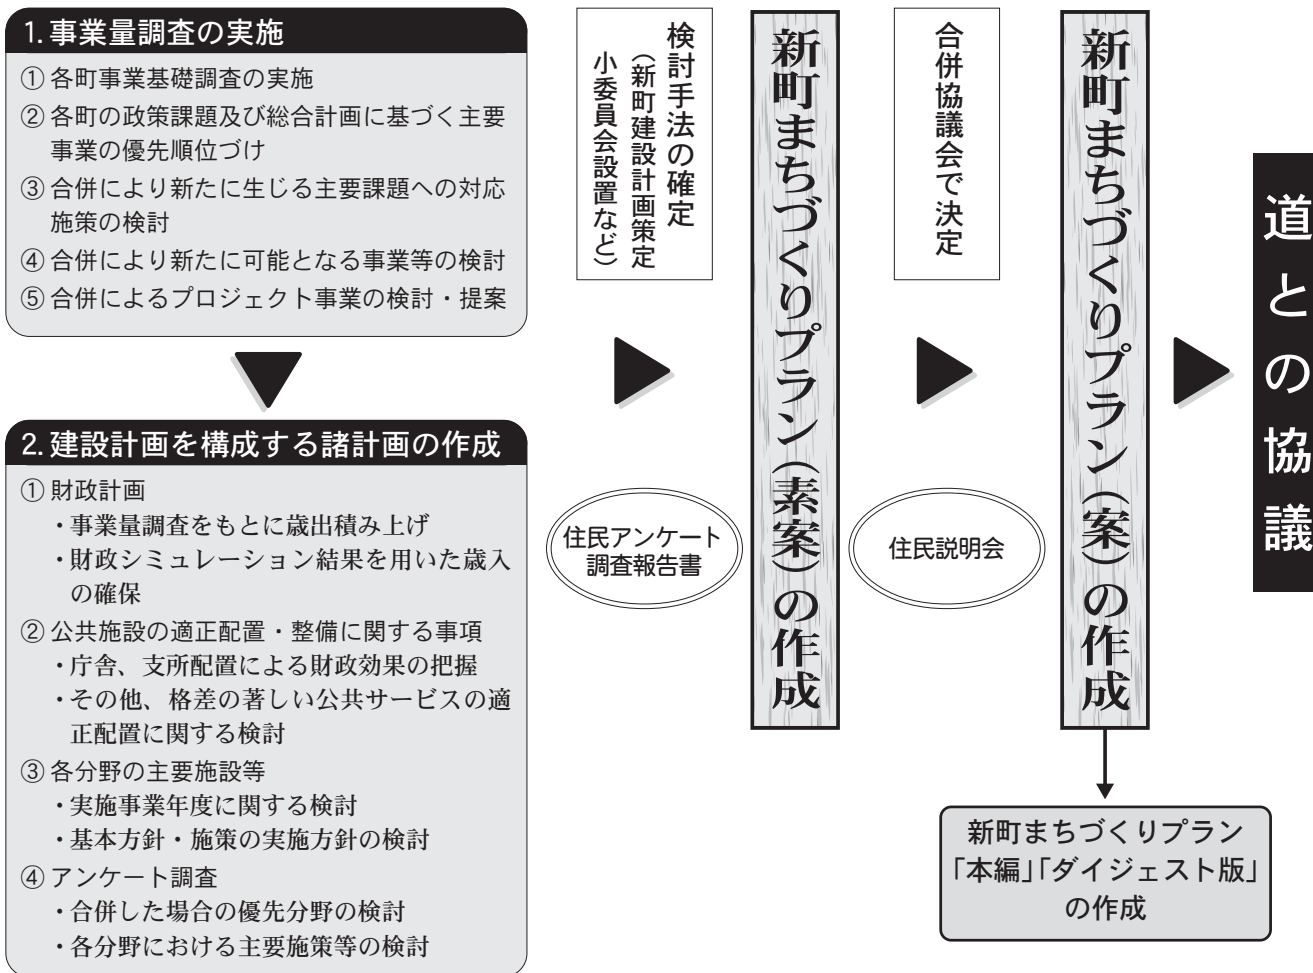 1. 事業量調査の実施
① 各町事業基礎調査の実施
② 各町の政策課題及び総合計画に基づく主要
事業の優先順位づけ
③ 合併により新たに生じる主要課題への対応
施策の検討
④ 合併により新たに可能となる事業等の検討
⑤ 合併によるプロジェクト事業の検討・提案
2. 建設計画を構成する諸計画の作成
① 財政計画
・事業量調査をもとに歳出積み上げ
・財政シミュレーション結果を用いた歳入
の確保
② 公共施設の適正配置・整備に関する事項
・庁舎、支所配置による財政効果の把握
・その他、格差の著しい公共サービスの適
正配置に関する検討
③ 各分野の主要施設等
・実施事業年度に関する検討
・基本方針・施策の実施方針の検討
④ アンケート調査
・合併した場合の優先分野の検討
・各分野における主要施策等の検討
検討手法の確定
（新町建設計画策定
小委員会設置など）
住民アンケート
調査報告書
新町まちづくりプラン（素案）の作成
合併協議会で決定
住民説明会
新町まちづくりプラン（案）の作成
新町まちづくりプラン
「本編」「ダイジェスト版」
の作成
道との協議